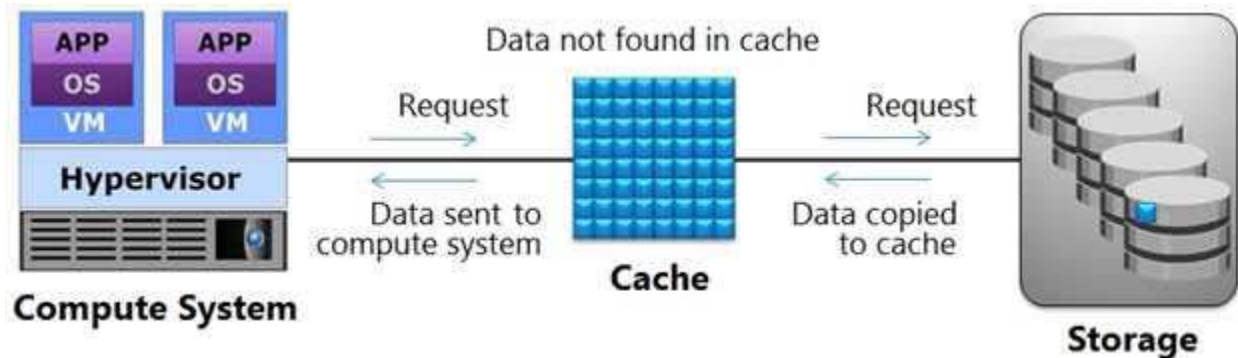 APP
OS
VM
APP
OS
VM
Hypervisor
Compute System
Data not found in cache
Request
Data sent to
compute system
Cache
Request
Data copied
to cache
Storage